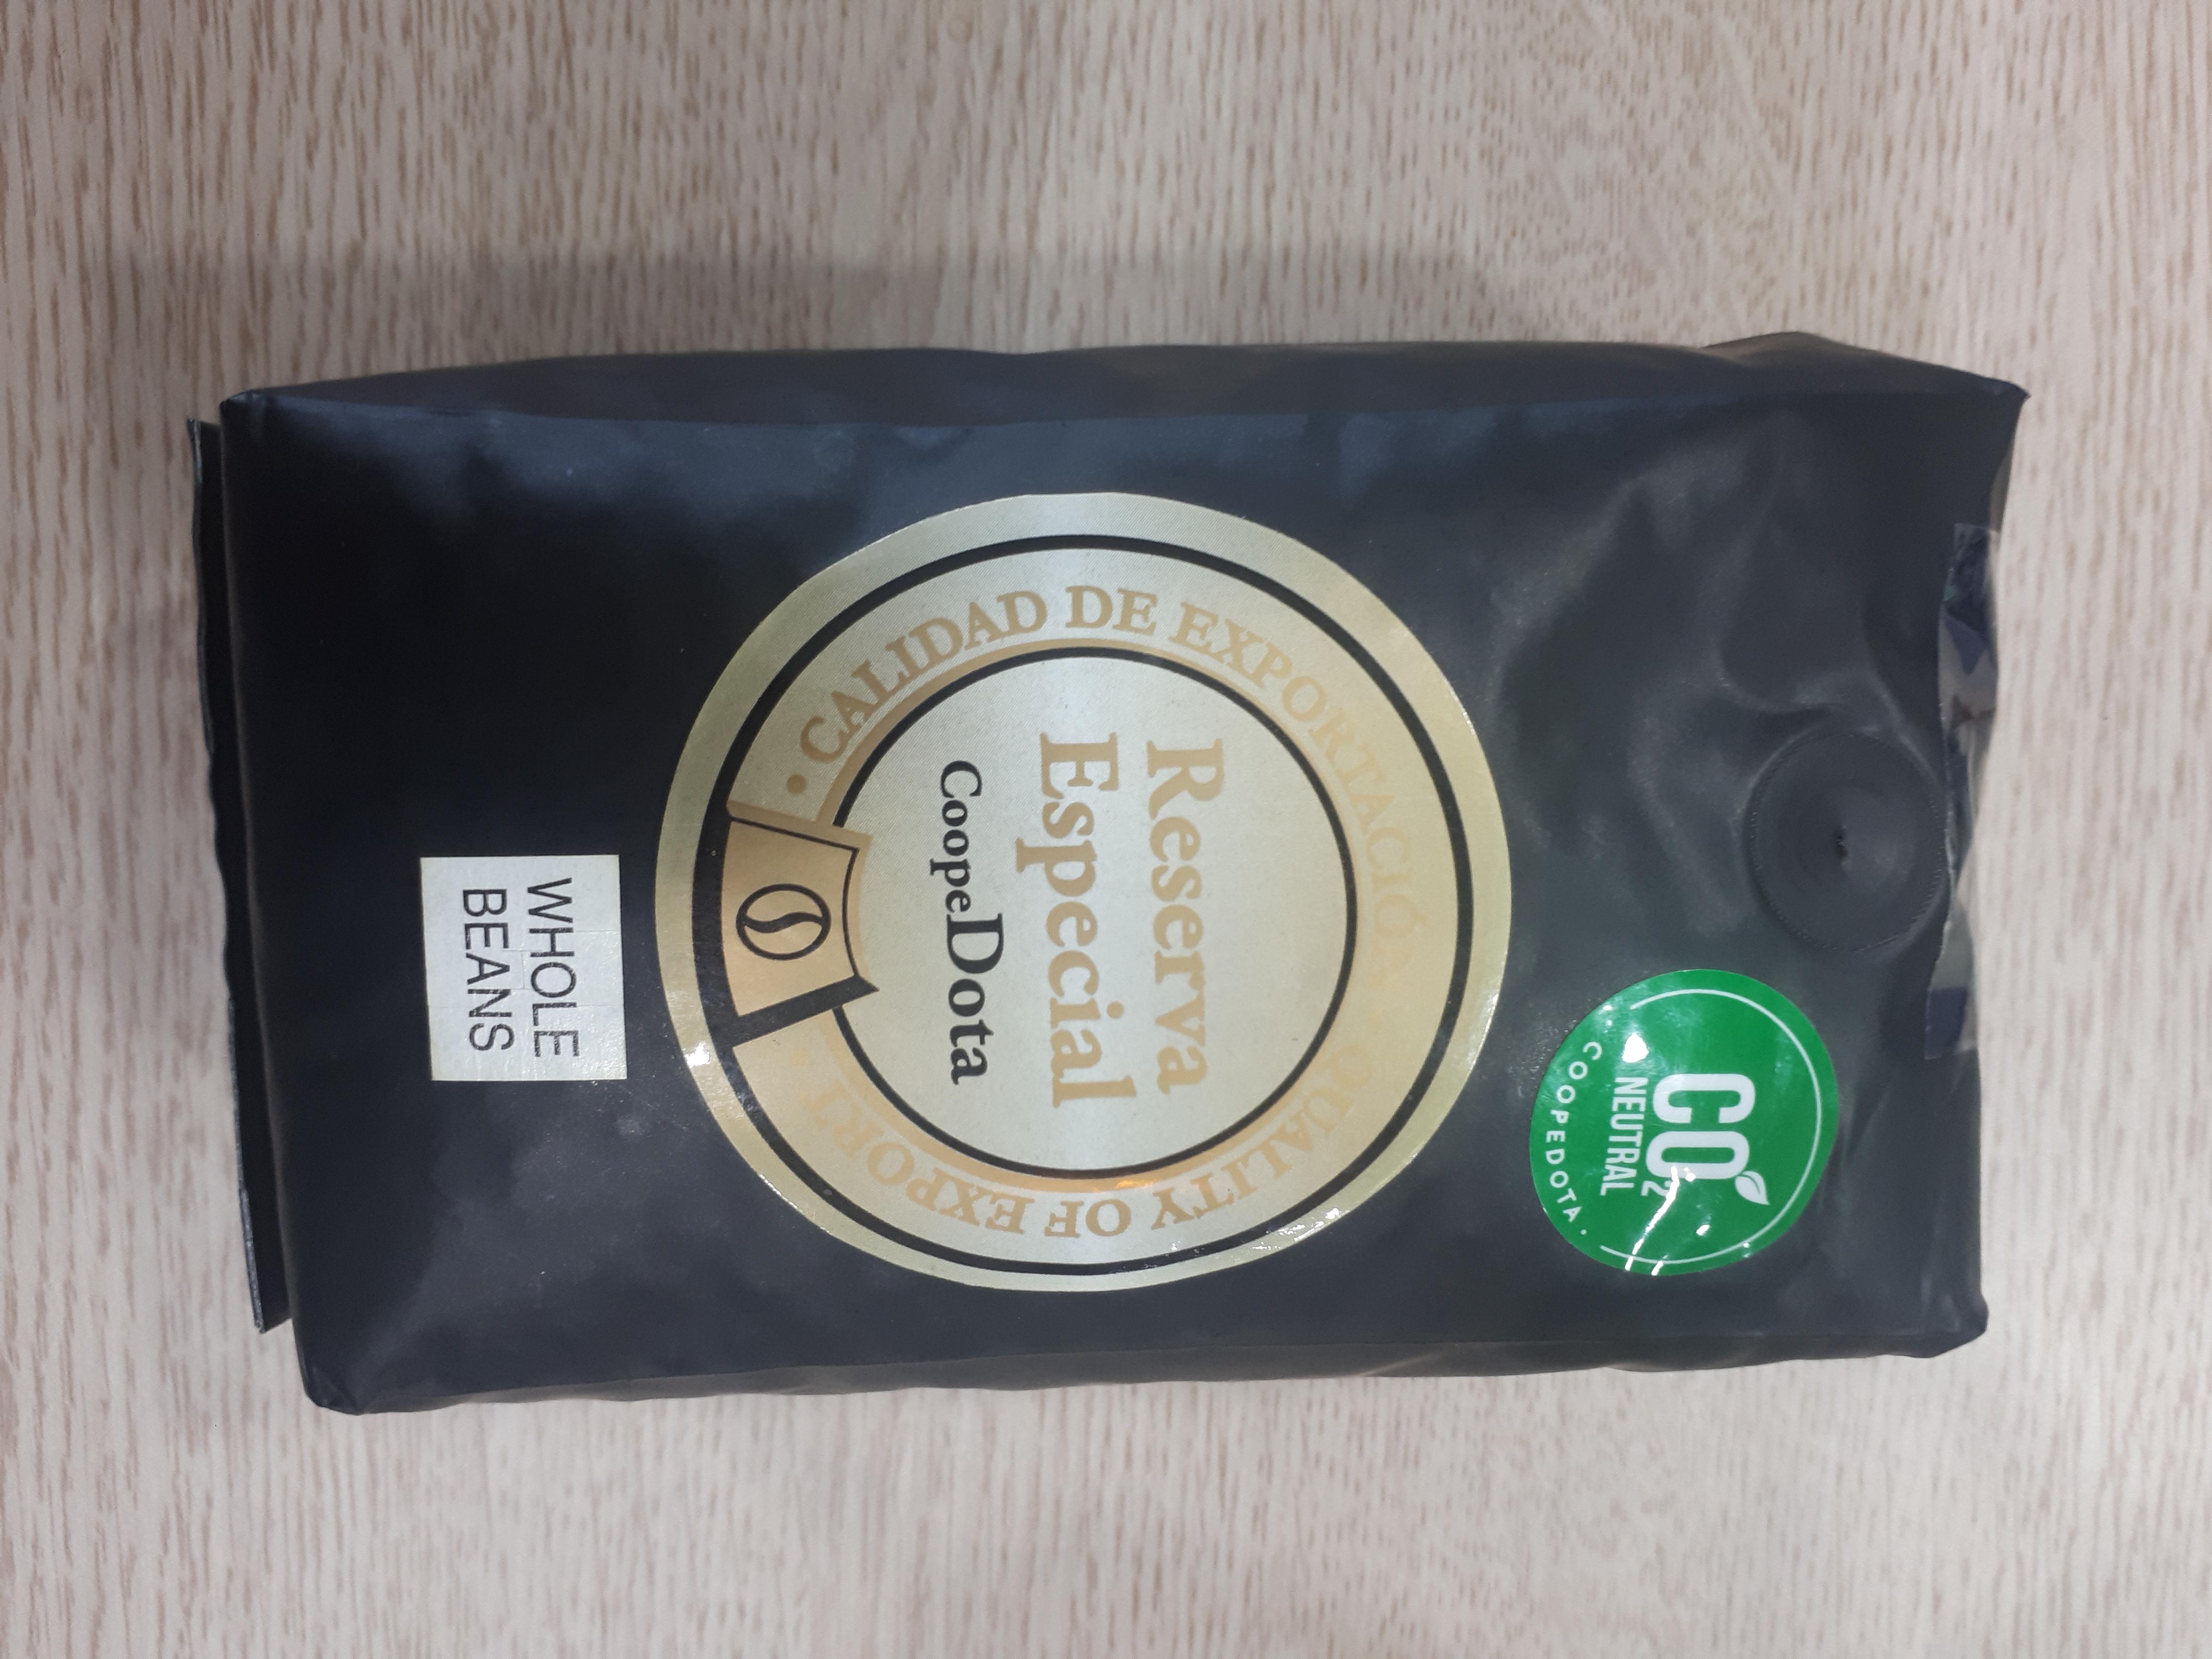 CO2
NEUTRAL
• COOPEDOTA •
• CALIDAD DE EXPORTACIÓN • QUALITY OF EXPORT •
Reserva
Especial
CoopeDota
WHOLE
BEANS